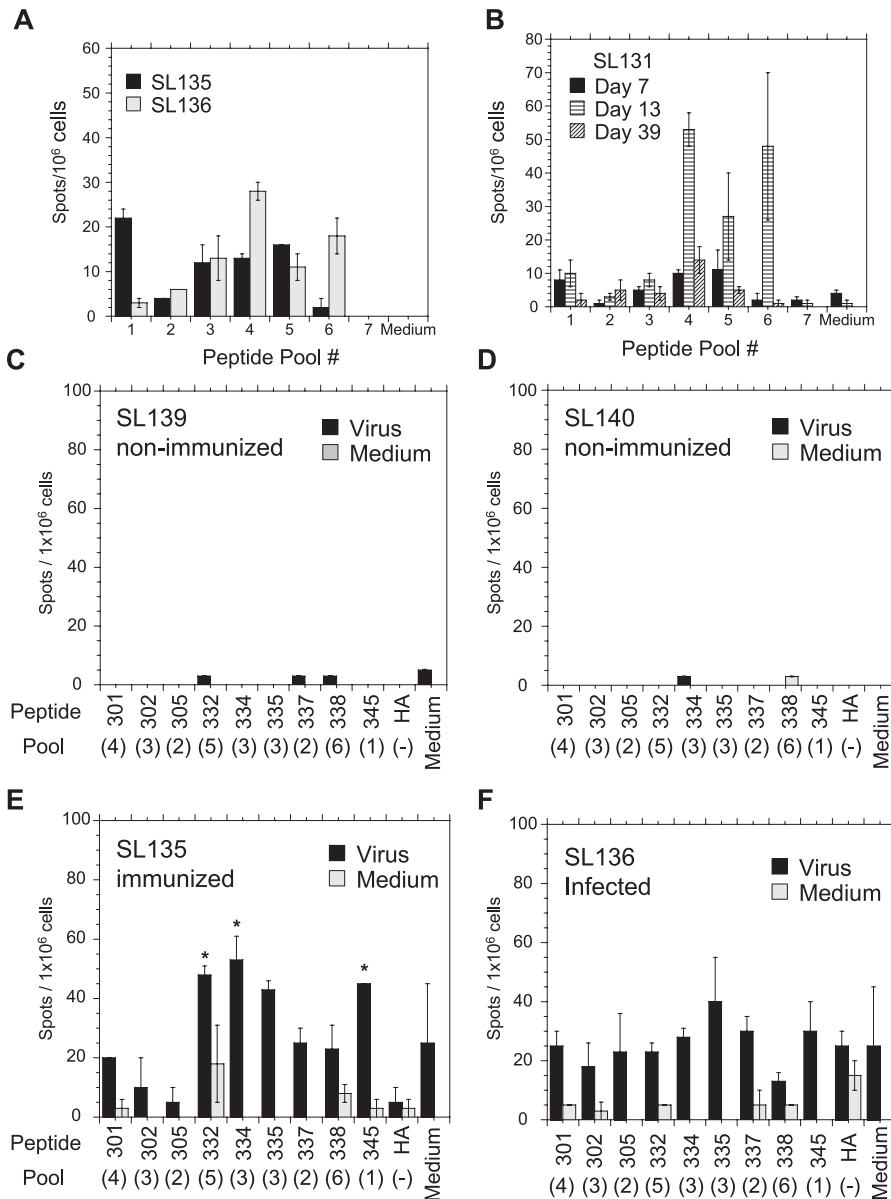 A
60
50
40
30
20
10
0
Spots/10⁶ cells
SL135
SL136
1 2 3 4 5 6 7 Medium
Peptide Pool #
B
80
70
60
50
40
30
20
10
0
Spots/10⁶ cells
SL131
Day 7
Day 13
Day 39
1 2 3 4 5 6 7 Medium
Peptide Pool #
C
100
80
60
40
20
0
Spots / 1x10⁶ cells
SL139
non-immunized
Virus
Medium
Peptide 301 302 305 332 334 335 337 338 345 HA Medium
Pool (4) (3) (2) (5) (3) (3) (2) (6) (1) (-)
D
100
80
60
40
20
0
Spots / 1x10⁶ cells
SL140
non-immunized
Virus
Medium
301 302 305 332 334 335 337 338 345 HA Medium
(4) (3) (2) (5) (3) (3) (2) (6) (1) (-)
E
100
80
60
40
20
0
Spots / 1x10⁶ cells
SL135
immunized
Virus
Medium
* * *
Peptide 301 302 305 332 334 335 337 338 345 HA Medium
Pool (4) (3) (2) (5) (3) (3) (2) (6) (1) (-)
F
100
80
60
40
20
0
Spots / 1x10⁶ cells
SL136
Infected
Virus
Medium
301 302 305 332 334 335 337 338 345 HA Medium
(4) (3) (2) (5) (3) (3) (2) (6) (1) (-)